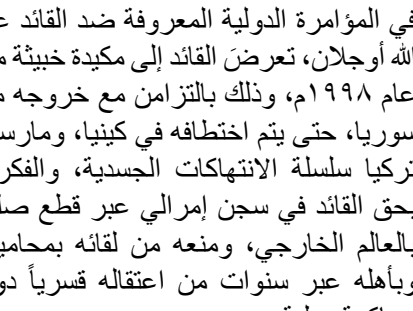 في المؤامرة الدولية المعروفة ضد القائد
الله أوجلان، تعرضَ القائد إلى مكيدة خبيثة
عام ١٩٩٨م، وذلك بالتزامن مع خروجه
سوريا، حتى يتم اختطافه في كينيا،
تركيا سلسلة الانتهاكات الجسدية،
بحق القائد في سجن إمرالي عبر قطع
بالعالم الخارجي، ومنعه من لقائه
وبأهله عبر سنوات من اعتقاله قسرياً